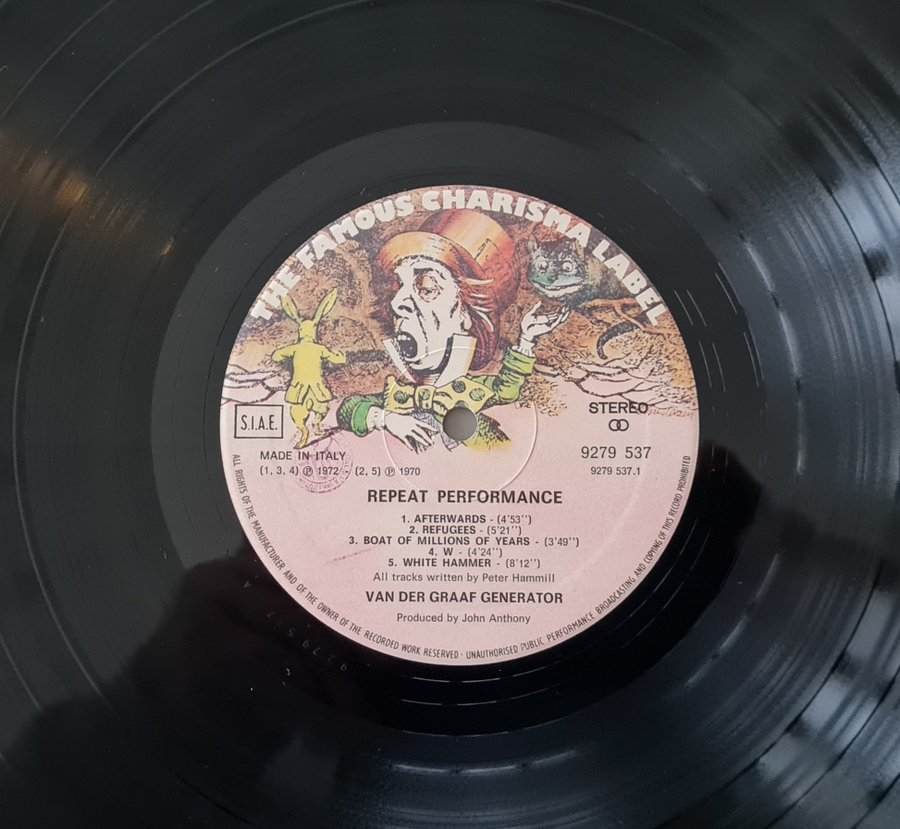 THE FAMOUS CHARISMA LABEL
S.I.A.E.
STEREO
MADE IN ITALY
9279 537
(1, 3, 4) Ⓟ 1972 - (2, 5) Ⓟ 1970
9279 537.1
REPEAT PERFORMANCE
1. AFTERWARDS - (4'53'')
2. REFUGEES - (5'21'')
3. BOAT OF MILLIONS OF YEARS - (3'49'')
4. W - (4'24'')
5. WHITE HAMMER - (8'12'')
All tracks written by Peter Hammill
VAN DER GRAAF GENERATOR
Produced by John Anthony
ALL RIGHTS OF THE MANUFACTURER AND OF THE OWNER OF THE RECORDED WORK RESERVED · UNAUTHORISED PUBLIC PERFORMANCE BROADCASTING AND COPYING OF THIS RECORD PROHIBITED